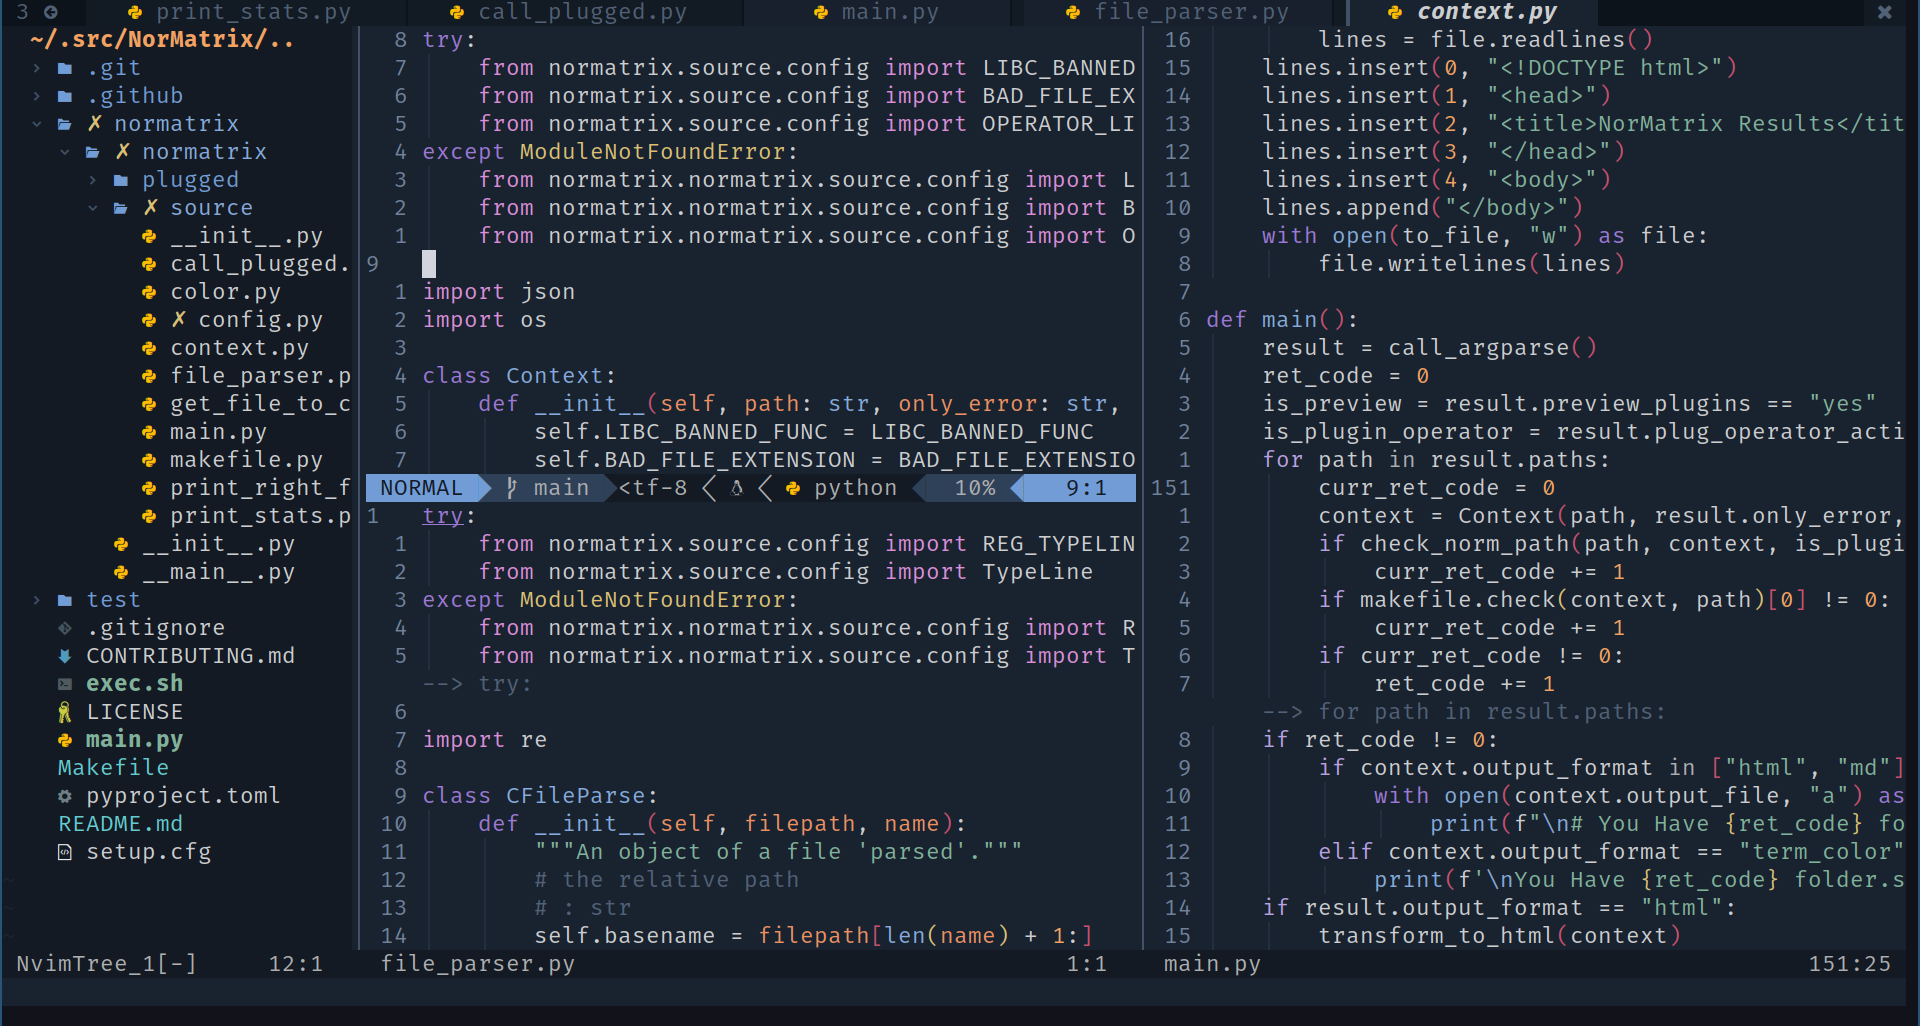 3 print_stats.py call_plugged.py main.py file_parser.py context.py
~/.src/NorMatrix/..
.git
.github
✗ normatrix
✗ normatrix
plugged
✗ source
__init__.py
call_plugged.
color.py
✗ config.py
context.py
file_parser.p
get_file_to_c
main.py
makefile.py
print_right_f
print_stats.p
__init__.py
__main__.py
test
.gitignore
CONTRIBUTING.md
exec.sh
LICENSE
main.py
Makefile
pyproject.toml
README.md
setup.cfg
~
~
~
NvimTree_1[-] 12:1
8 try:
7 from normatrix.source.config import LIBC_BANNED
6 from normatrix.source.config import BAD_FILE_EX
5 from normatrix.source.config import OPERATOR_LI
4 except ModuleNotFoundError:
3 from normatrix.normatrix.source.config import L
2 from normatrix.normatrix.source.config import B
1 from normatrix.normatrix.source.config import O
9
1 import json
2 import os
3
4 class Context:
5 def __init__(self, path: str, only_error: str,
6 self.LIBC_BANNED_FUNC = LIBC_BANNED_FUNC
7 self.BAD_FILE_EXTENSION = BAD_FILE_EXTENSIO
NORMAL main <tf-8 python 10% 9:1
1 try:
1 from normatrix.source.config import REG_TYPELIN
2 from normatrix.source.config import TypeLine
3 except ModuleNotFoundError:
4 from normatrix.normatrix.source.config import R
5 from normatrix.normatrix.source.config import T
--> try:
6
7 import re
8
9 class CFileParse:
10 def __init__(self, filepath, name):
11 """An object of a file 'parsed'."""
12 # the relative path
13 # : str
14 self.basename = filepath[len(name) + 1:]
file_parser.py 1:1
16 lines = file.readlines()
15 lines.insert(0, "<!DOCTYPE html>")
14 lines.insert(1, "<head>")
13 lines.insert(2, "<title>NorMatrix Results</tit
12 lines.insert(3, "</head>")
11 lines.insert(4, "<body>")
10 lines.append("</body>")
9 with open(to_file, "w") as file:
8 file.writelines(lines)
7
6 def main():
5 result = call_argparse()
4 ret_code = 0
3 is_preview = result.preview_plugins == "yes"
2 is_plugin_operator = result.plug_operator_acti
1 for path in result.paths:
151 curr_ret_code = 0
1 context = Context(path, result.only_error,
2 if check_norm_path(path, context, is_plugi
3 curr_ret_code += 1
4 if makefile.check(context, path)[0] != 0:
5 curr_ret_code += 1
6 if curr_ret_code != 0:
7 ret_code += 1
--> for path in result.paths:
8 if ret_code != 0:
9 if context.output_format in ["html", "md"]
10 with open(context.output_file, "a") as
11 print(f"\n# You Have {ret_code} fo
12 elif context.output_format == "term_color"
13 print(f'\nYou Have {ret_code} folder.s
14 if result.output_format == "html":
15 transform_to_html(context)
main.py 151:25